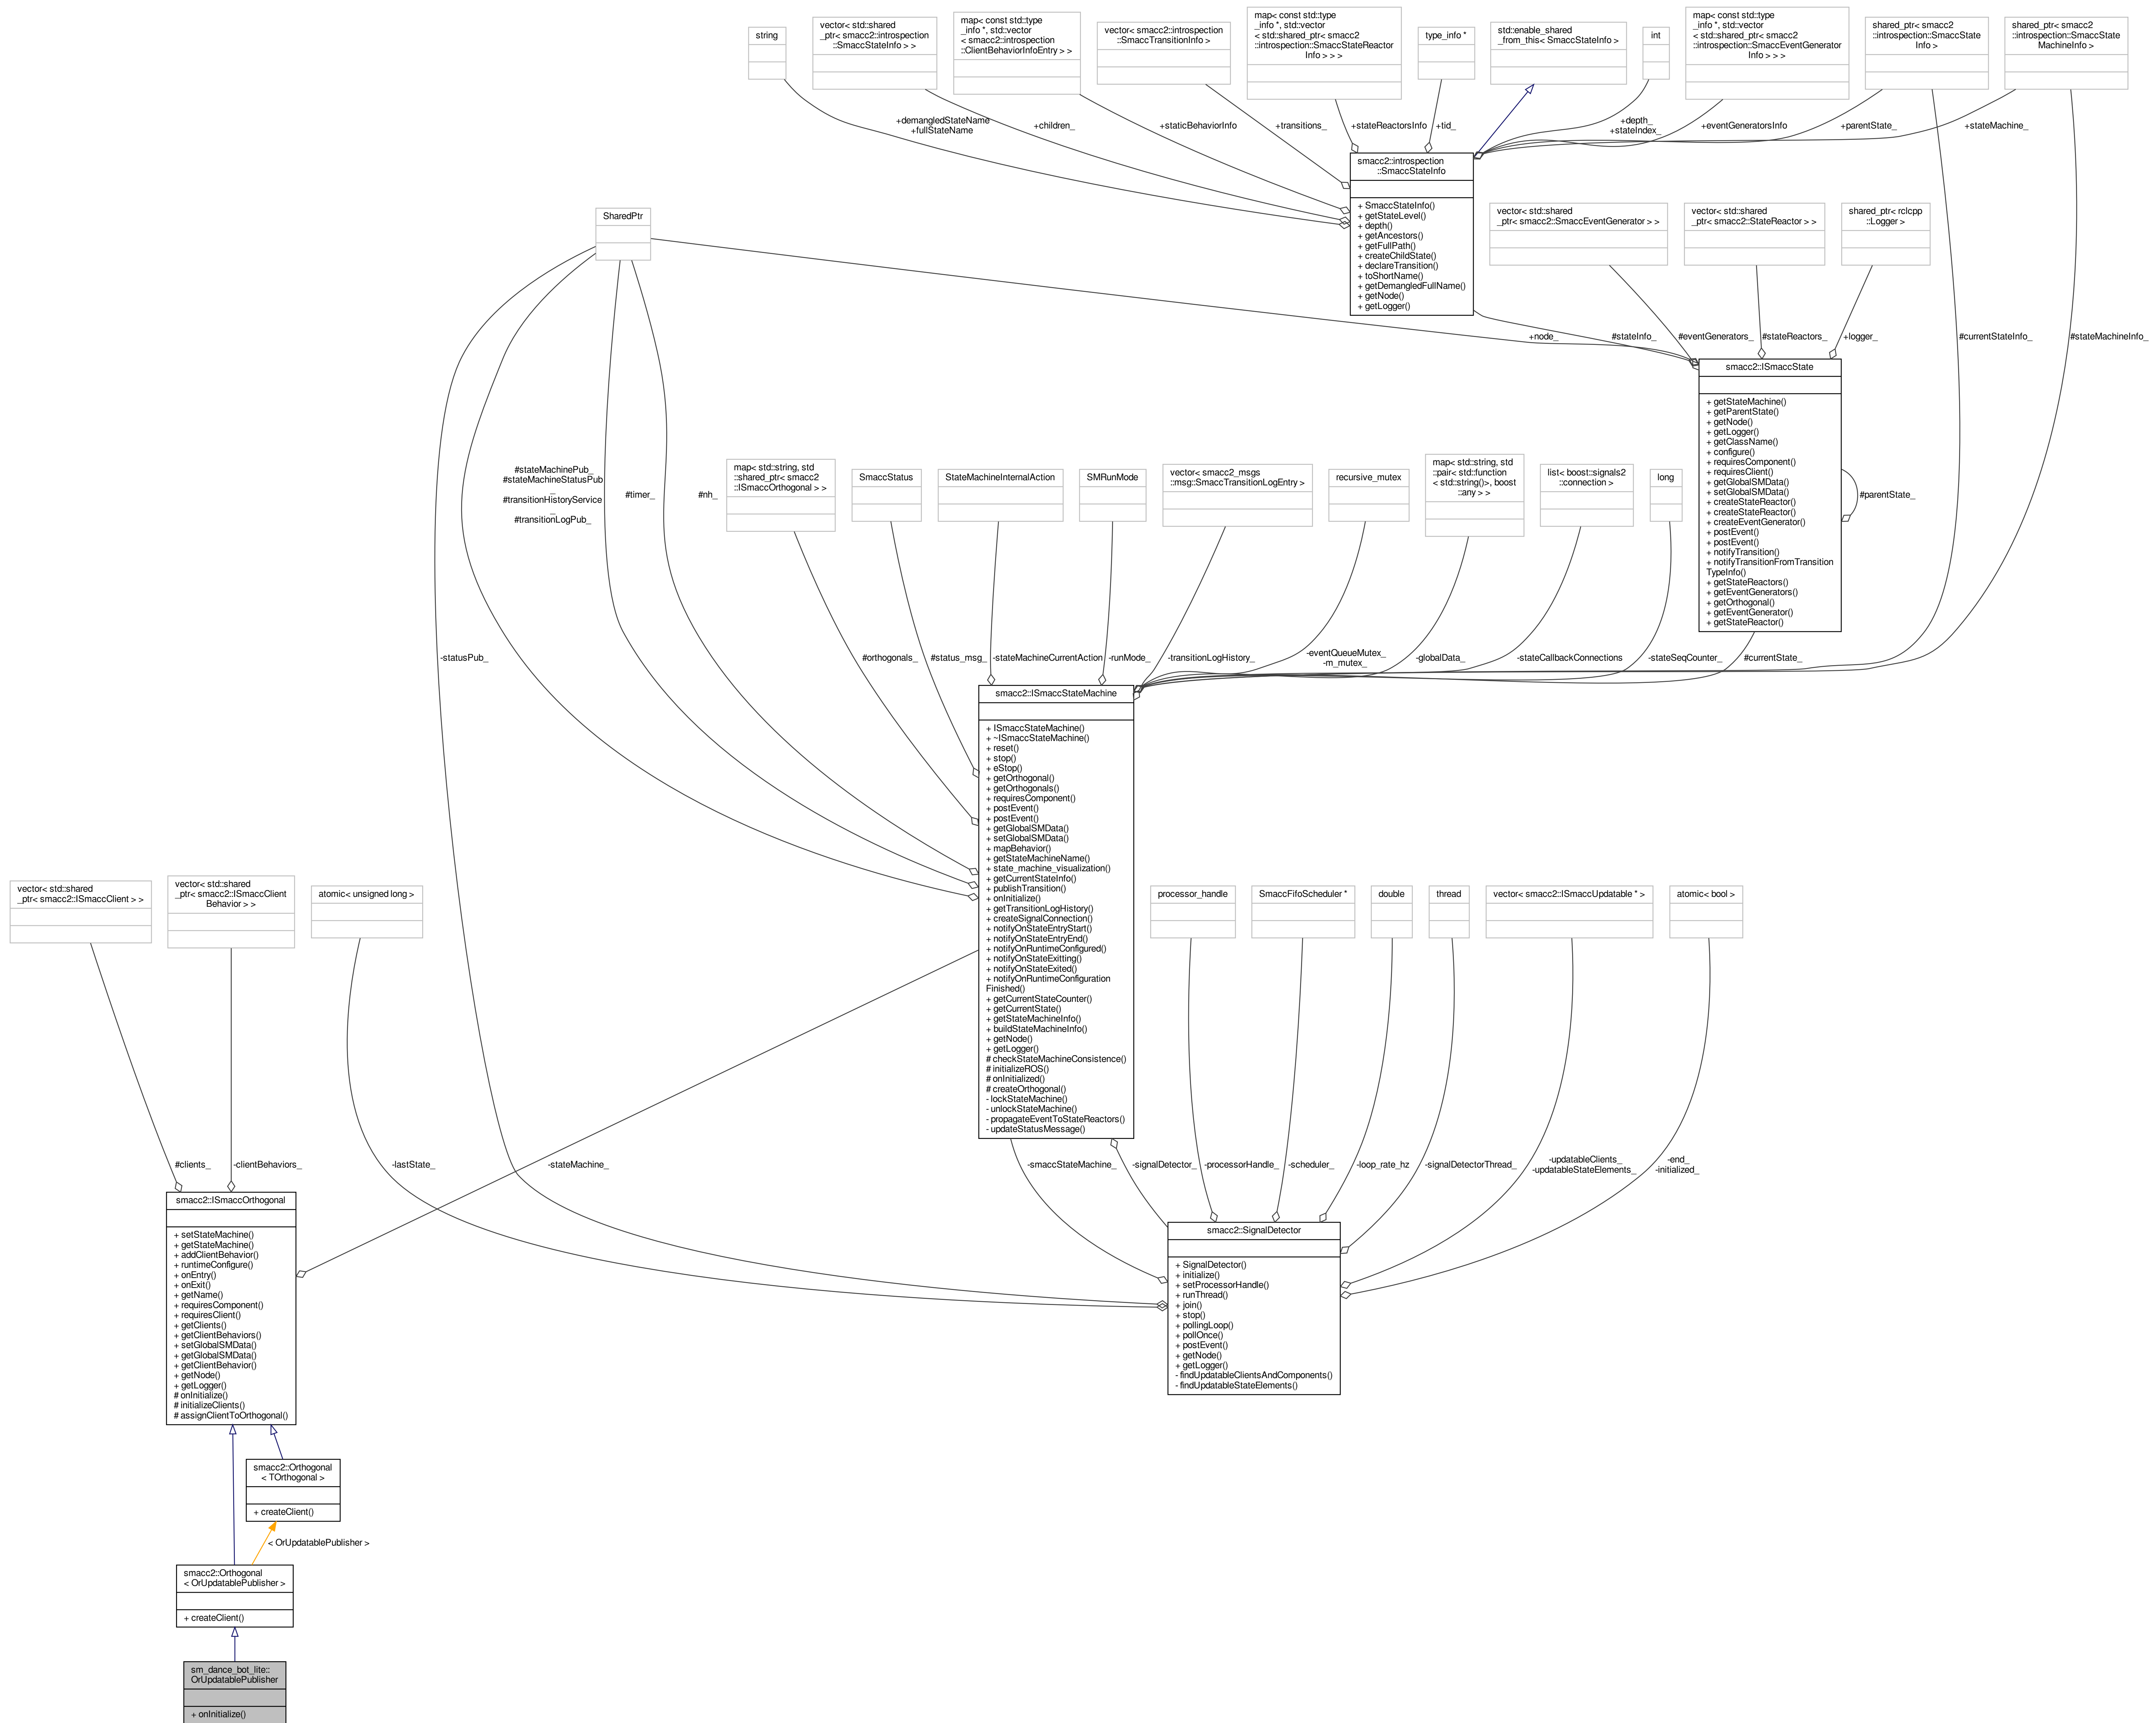 string
vector< std::shared
_ptr< smacc2::introspection
::SmaccStateInfo > >
map< const std::type
_info *, std::vector
< smacc2::introspection
::ClientBehaviorInfoEntry > >
vector< smacc2::introspection
::SmaccTransitionInfo >
map< const std::type
_info *, std::vector
< std::shared_ptr< smacc2
::introspection::SmaccStateReactor
Info > > >
type_info *
std::enable_shared
_from_this< SmaccStateInfo >
int
map< const std::type
_info *, std::vector
< std::shared_ptr< smacc2
::introspection::SmaccEventGenerator
Info > > >
shared_ptr< smacc2
::introspection::SmaccState
Info >
shared_ptr< smacc2
::introspection::SmaccState
MachineInfo >
+demangledStateName
+fullStateName
+children_
+staticBehaviorInfo
+transitions_
+stateReactorsInfo
+tid_
+depth_
+stateIndex_
+eventGeneratorsInfo
+parentState_
+stateMachine_
smacc2::introspection
::SmaccStateInfo
+ SmaccStateInfo()
+ getStateLevel()
+ depth()
+ getAncestors()
+ getFullPath()
+ createChildState()
+ declareTransition()
+ toShortName()
+ getDemangledFullName()
+ getNode()
+ getLogger()
SharedPtr
vector< std::shared
_ptr< smacc2::SmaccEventGenerator > >
vector< std::shared
_ptr< smacc2::StateReactor > >
shared_ptr< rclcpp
::Logger >
+node_
#stateInfo_
#eventGenerators_
#stateReactors_
+logger_
#currentStateInfo_
#stateMachineInfo_
smacc2::ISmaccState
+ getStateMachine()
+ getParentState()
+ getNode()
+ getLogger()
+ getClassName()
+ configure()
+ requiresComponent()
+ requiresClient()
+ getGlobalSMData()
+ setGlobalSMData()
+ createStateReactor()
+ createStateReactor()
+ createEventGenerator()
+ postEvent()
+ postEvent()
+ notifyTransition()
+ notifyTransitionFromTransition
TypeInfo()
+ getStateReactors()
+ getEventGenerators()
+ getOrthogonal()
+ getEventGenerator()
+ getStateReactor()
#parentState_
#stateMachinePub_
#stateMachineStatusPub
_
#transitionHistoryService
_
#transitionLogPub_
#timer_
#nh_
map< std::string, std
::shared_ptr< smacc2
::ISmaccOrthogonal > >
SmaccStatus
StateMachineInternalAction
SMRunMode
vector< smacc2_msgs
::msg::SmaccTransitionLogEntry >
recursive_mutex
map< std::string, std
::pair< std::function
< std::string()>, boost
::any > >
list< boost::signals2
::connection >
long
-statusPub_
#orthogonals_
#status_msg_
-stateMachineCurrentAction
-runMode_
-transitionLogHistory_
-eventQueueMutex_
-m_mutex_
-globalData_
-stateCallbackConnections
-stateSeqCounter_
#currentState_
smacc2::ISmaccStateMachine
+ ISmaccStateMachine()
+ ~ISmaccStateMachine()
+ reset()
+ stop()
+ eStop()
+ getOrthogonal()
+ getOrthogonals()
+ requiresComponent()
+ postEvent()
+ postEvent()
+ getGlobalSMData()
+ setGlobalSMData()
+ mapBehavior()
+ getStateMachineName()
+ state_machine_visualization()
+ getCurrentStateInfo()
+ publishTransition()
+ onInitialize()
+ getTransitionLogHistory()
+ createSignalConnection()
+ notifyOnStateEntryStart()
+ notifyOnStateEntryEnd()
+ notifyOnRuntimeConfigured()
+ notifyOnStateExitting()
+ notifyOnStateExited()
+ notifyOnRuntimeConfiguration
Finished()
+ getCurrentStateCounter()
+ getCurrentState()
+ getStateMachineInfo()
+ buildStateMachineInfo()
+ getNode()
+ getLogger()
# checkStateMachineConsistence()
# initializeROS()
# onInitialized()
# createOrthogonal()
- lockStateMachine()
- unlockStateMachine()
- propagateEventToStateReactors()
- updateStatusMessage()
vector< std::shared
_ptr< smacc2::ISmaccClient > >
vector< std::shared
_ptr< smacc2::ISmaccClient
Behavior > >
atomic< unsigned long >
processor_handle
SmaccFifoScheduler *
double
thread
vector< smacc2::ISmaccUpdatable * >
atomic< bool >
#clients_
-clientBehaviors_
-lastState_
-stateMachine_
-smaccStateMachine_
-signalDetector_
-processorHandle_
-scheduler_
-loop_rate_hz
-signalDetectorThread_
-updatableClients_
-updatableStateElements_
-end_
-initialized_
smacc2::ISmaccOrthogonal
+ setStateMachine()
+ getStateMachine()
+ addClientBehavior()
+ runtimeConfigure()
+ onEntry()
+ onExit()
+ getName()
+ requiresComponent()
+ requiresClient()
+ getClients()
+ getClientBehaviors()
+ setGlobalSMData()
+ getGlobalSMData()
+ getClientBehavior()
+ getNode()
+ getLogger()
# onInitialize()
# initializeClients()
# assignClientToOrthogonal()
smacc2::SignalDetector
+ SignalDetector()
+ initialize()
+ setProcessorHandle()
+ runThread()
+ join()
+ stop()
+ pollingLoop()
+ pollOnce()
+ postEvent()
+ getNode()
+ getLogger()
- findUpdatableClientsAndComponents()
- findUpdatableStateElements()
smacc2::Orthogonal
< TOrthogonal >
+ createClient()
< OrUpdatablePublisher >
smacc2::Orthogonal
< OrUpdatablePublisher >
+ createClient()
sm_dance_bot_lite::
OrUpdatablePublisher
+ onInitialize()